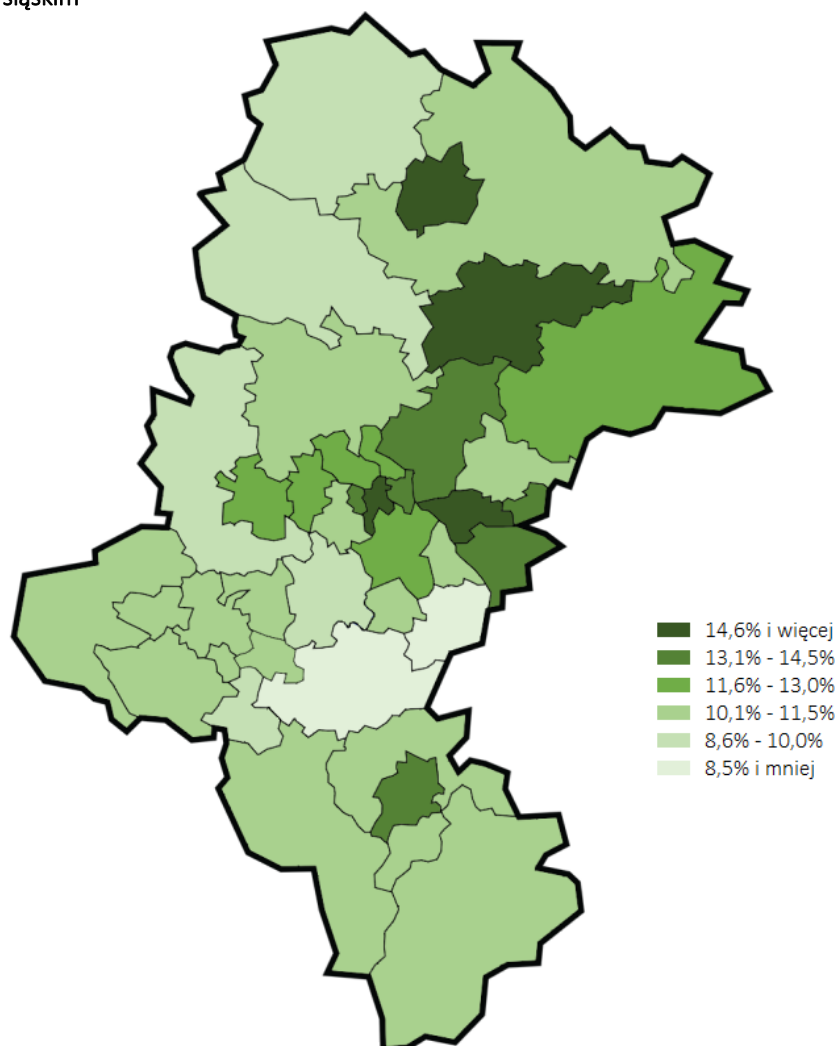 śląskim
14,6% i więcej
13,1% - 14,5%
11,6% - 13,0%
10,1% - 11,5%
8,6% - 10,0%
8,5% i mniej